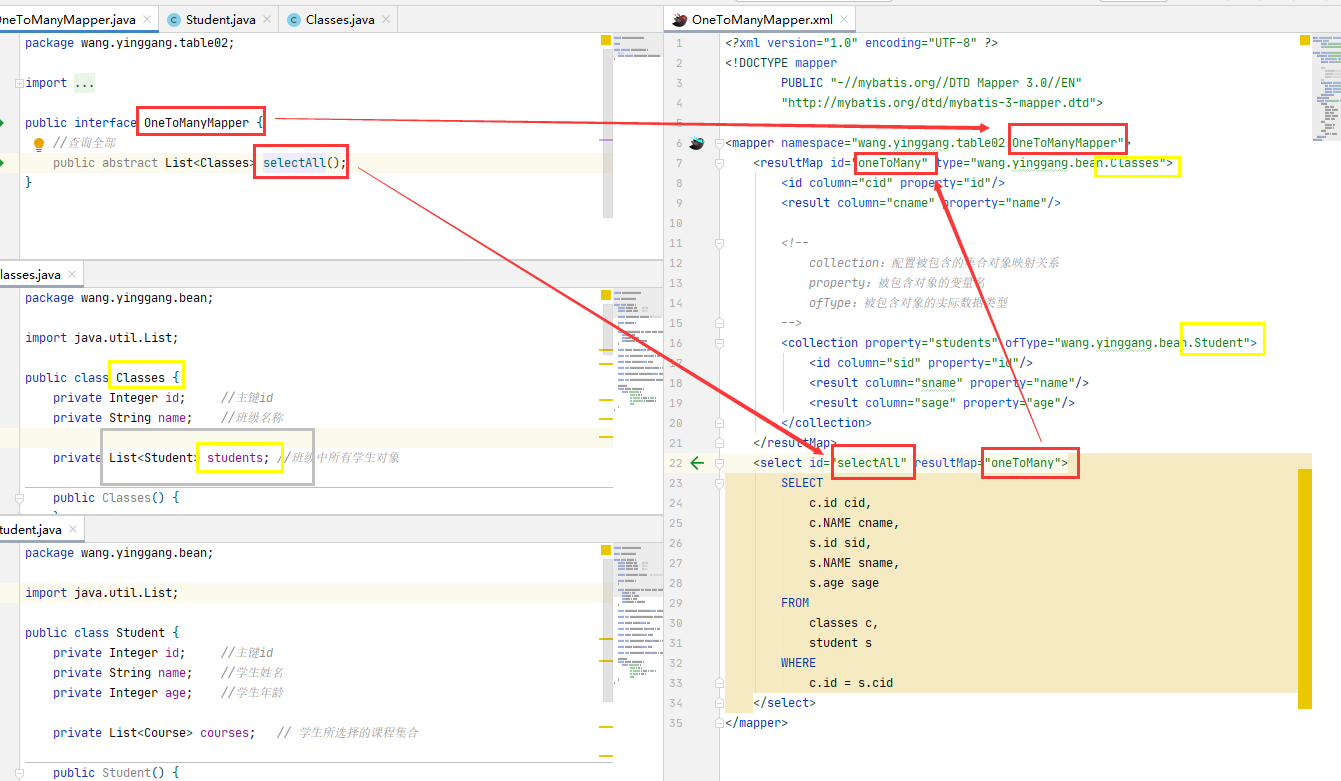 OneToManyMapper.java
Student.java
Classes.java
package wang.yinggang.table02;
import ...
public interface OneToManyMapper {
//查询全部
public abstract List<Classes> selectAll();
}
lasses.java
package wang.yinggang.bean;
import java.util.List;
public class Classes {
private Integer id; //主键id
private String name; //班级名称
private List<Student> students; //班级中所有学生对象
public Classes() {
tudent.java
package wang.yinggang.bean;
import java.util.List;
public class Student {
private Integer id; //主键id
private String name; //学生姓名
private Integer age; //学生年龄
private List<Course> courses; // 学生所选择的课程集合
public Student() {
OneToManyMapper.xml
1 <?xml version="1.0" encoding="UTF-8" ?>
2 <!DOCTYPE mapper
3 PUBLIC "-//mybatis.org//DTD Mapper 3.0//EN"
4 "http://mybatis.org/dtd/mybatis-3-mapper.dtd">
5
6 <mapper namespace="wang.yinggang.table02.OneToManyMapper">
7 <resultMap id="oneToMany" type="wang.yinggang.bean.Classes">
8 <id column="cid" property="id"/>
9 <result column="cname" property="name"/>
10
11 <!--
12 collection：配置被包含的集合对象映射关系
13 property：被包含对象的变量名
14 ofType：被包含对象的实际数据类型
15 -->
16 <collection property="students" ofType="wang.yinggang.bean.Student">
17 <id column="sid" property="id"/>
18 <result column="sname" property="name"/>
19 <result column="sage" property="age"/>
20 </collection>
21 </resultMap>
22 <select id="selectAll" resultMap="oneToMany">
23 SELECT
24 c.id cid,
25 c.NAME cname,
26 s.id sid,
27 s.NAME sname,
28 s.age sage
29 FROM
30 classes c,
31 student s
32 WHERE
33 c.id = s.cid
34 </select>
35 </mapper>